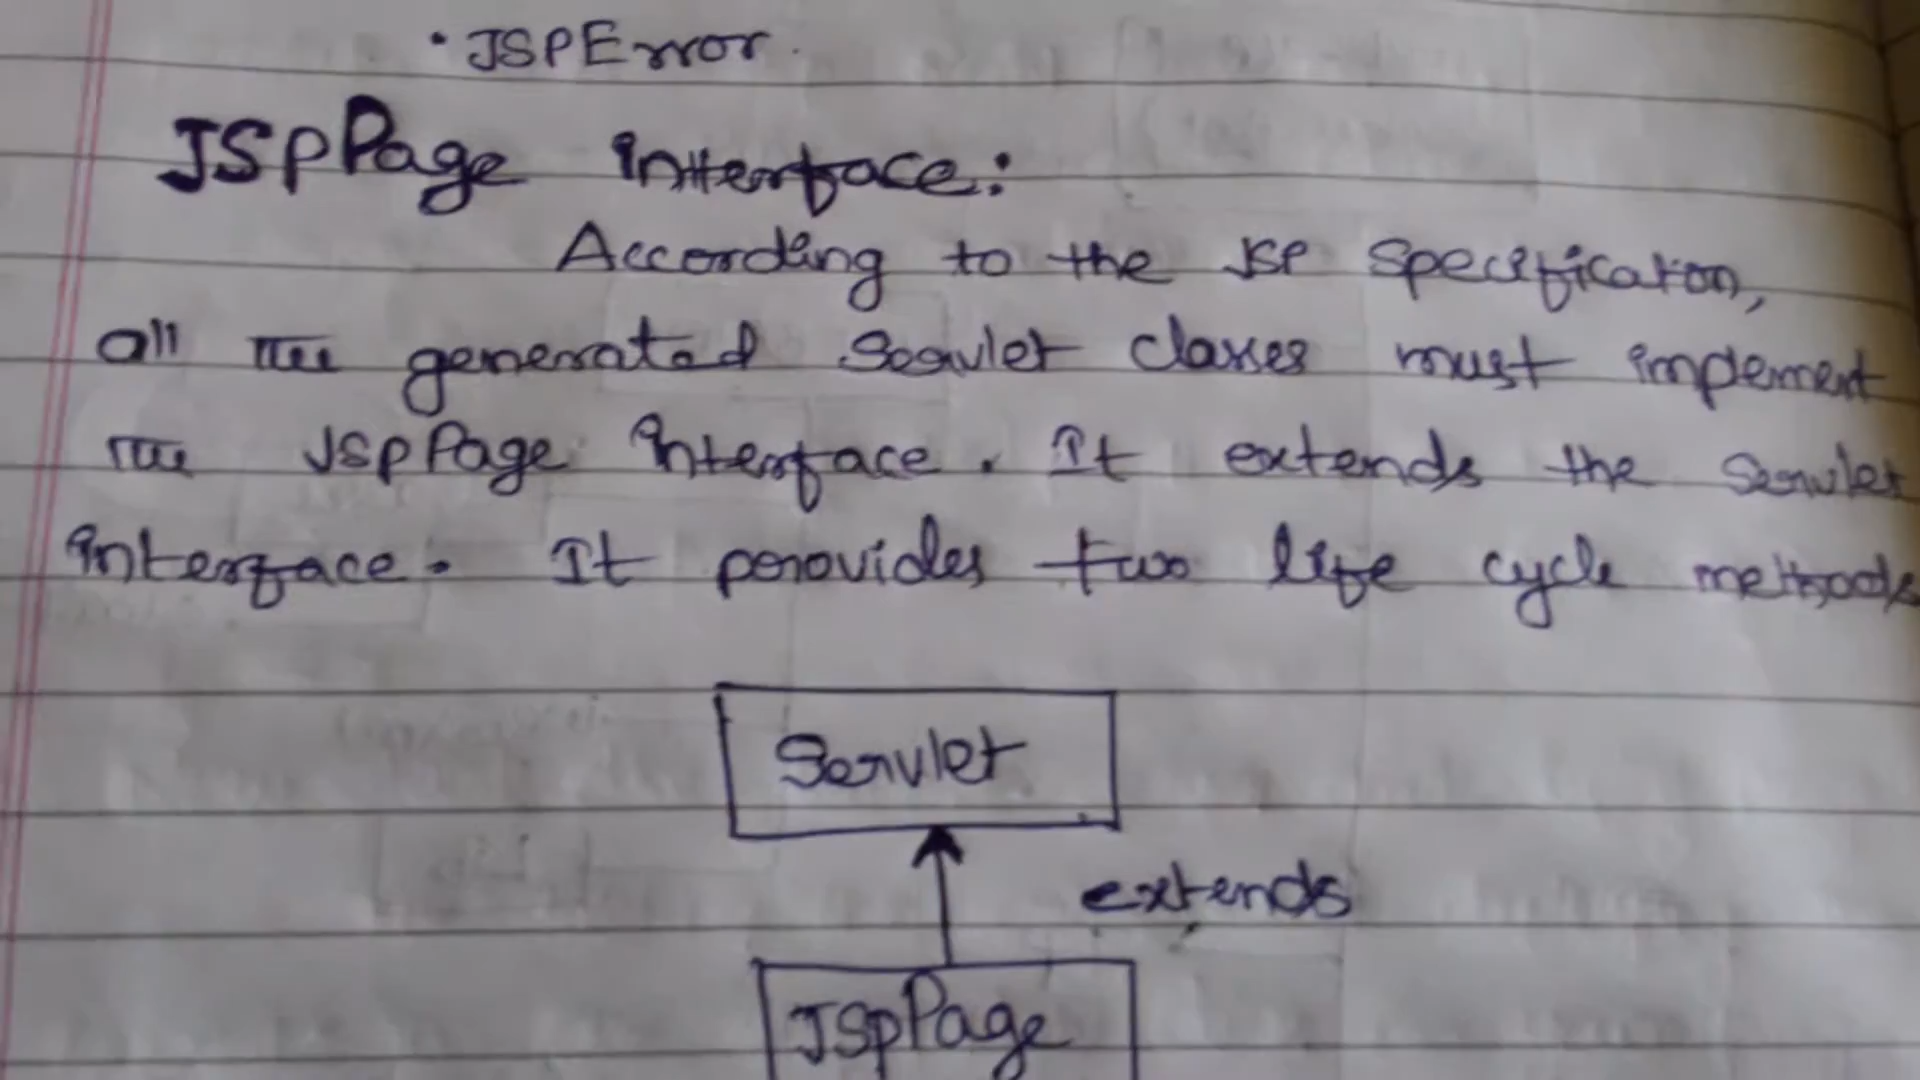 • JSPError.
JSPPage interface:
According to the JSP specification,
all the generated Servlet classes must implement
the JspPage interface. It extends the Servlet
interface. It provides two life cycle methods
Servlet
extends
JSpPage